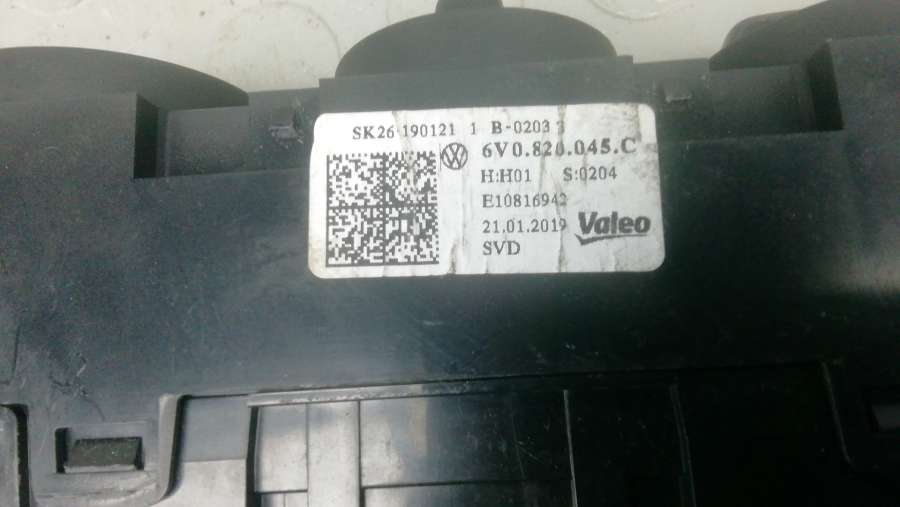 SK26 190121 1 B-0203 3
6V0.820.045.C
H:H01 S:0204
E10816942
21.01.2019 Valeo
SVD